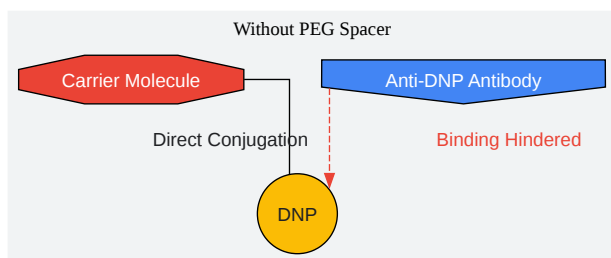 Without PEG Spacer
Carrier Molecule
Anti-DNP Antibody
Direct Conjugation
Binding Hindered
DNP